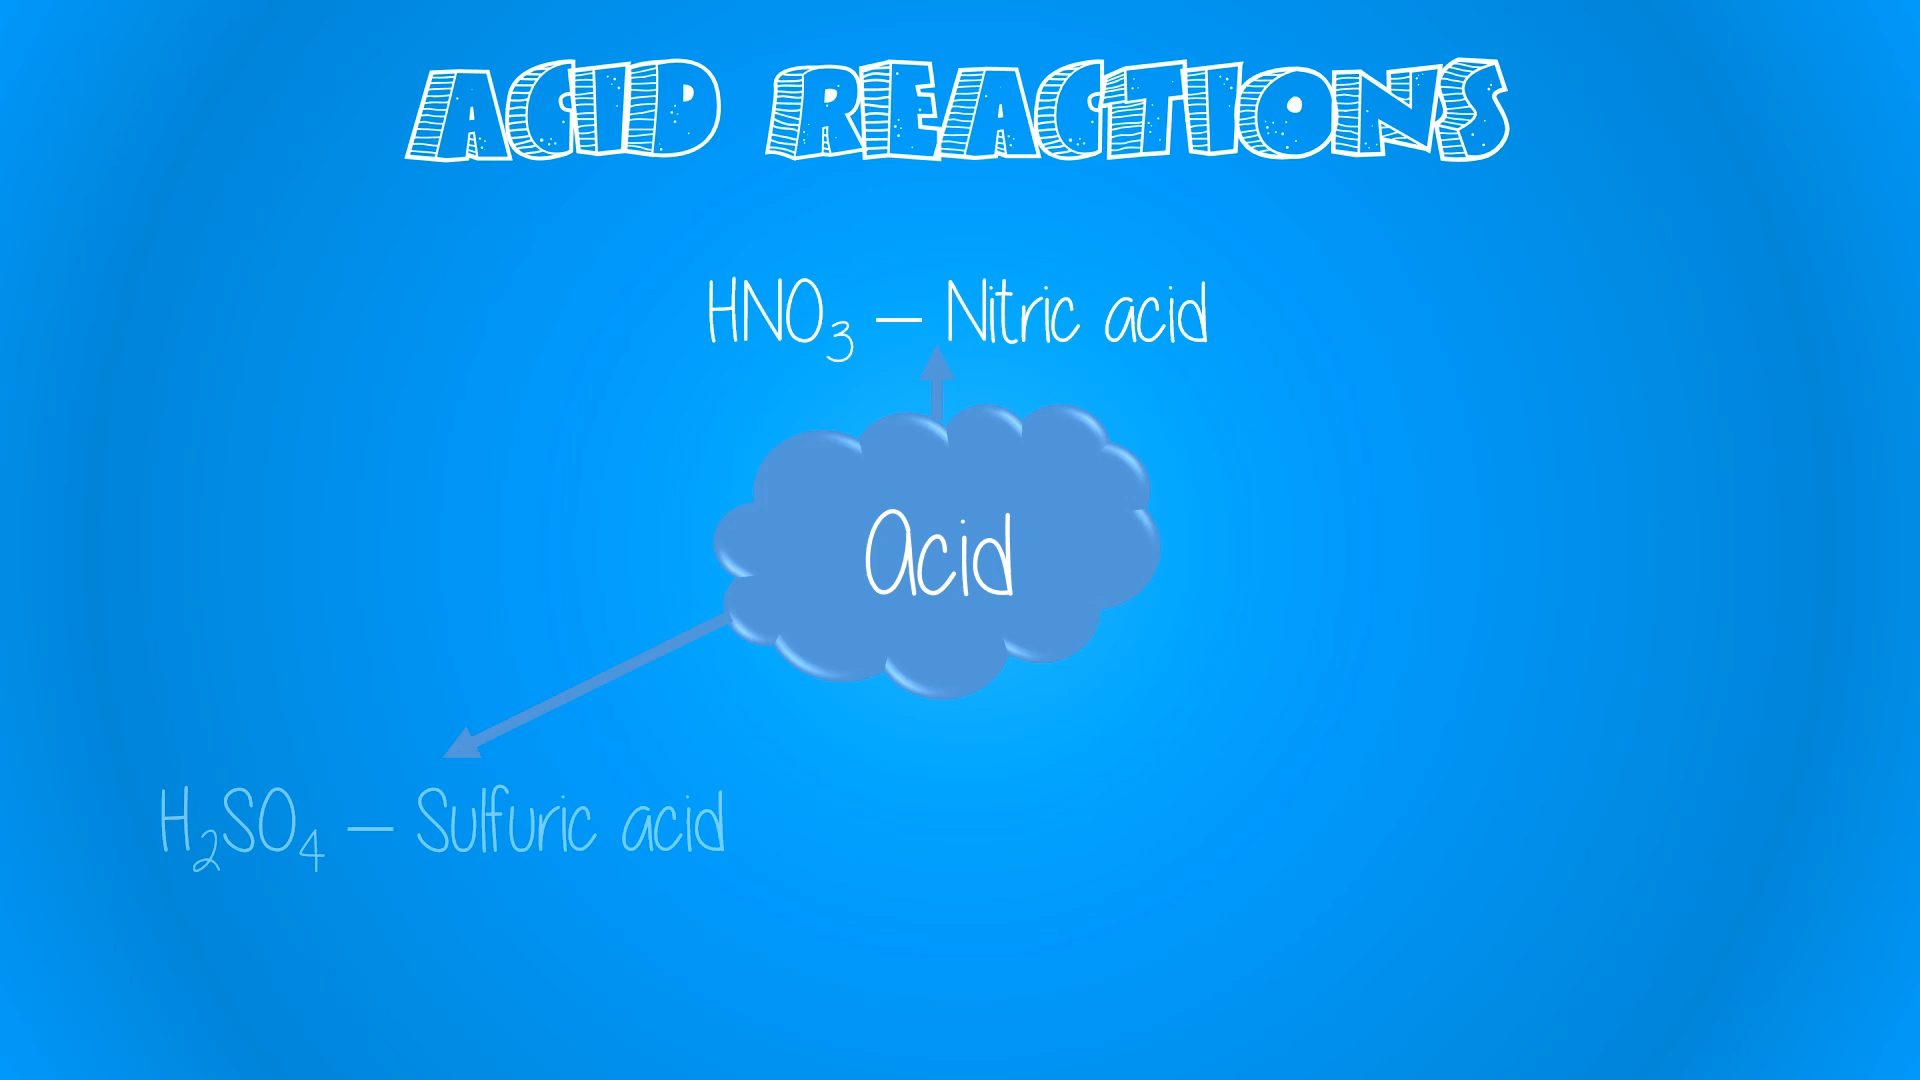 ACID REACTIONS
HNO₃ – Nitric acid
Acid
H₂SO₄ – Sulfuric acid